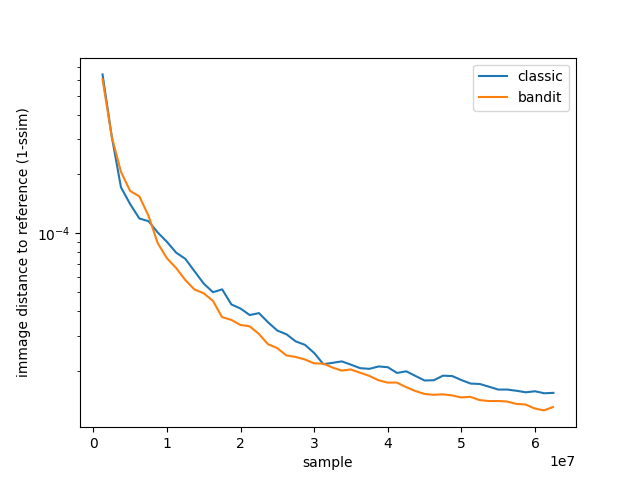 classic
bandit
immage distance to reference (1-ssim)
10⁻⁴
0 1 2 3 4 5 6
1e7
sample